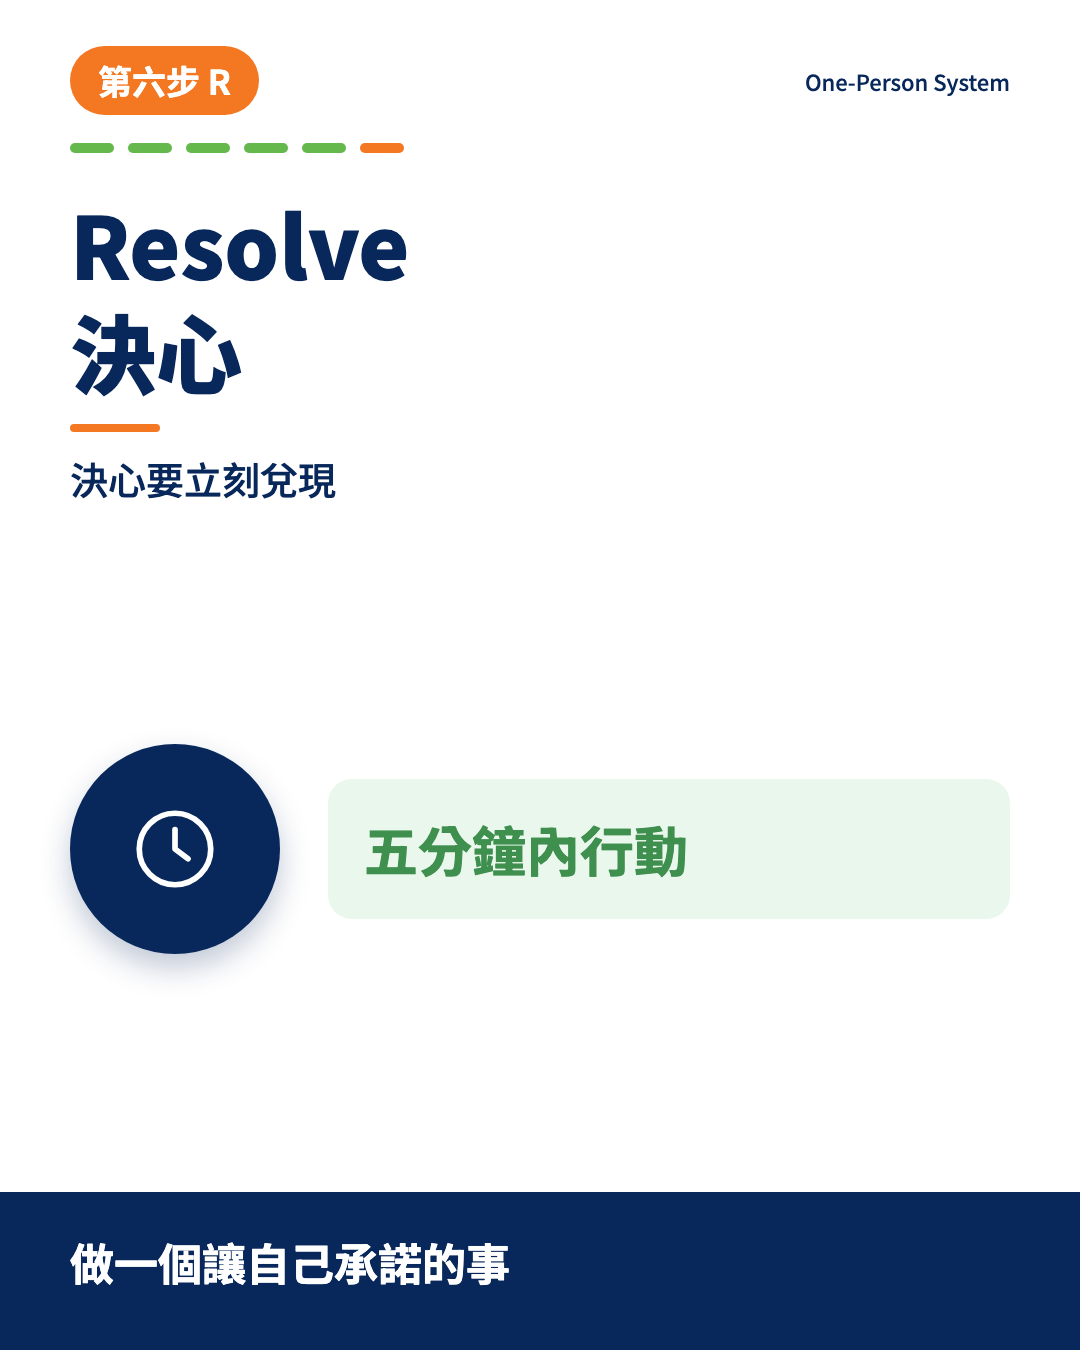 第六步 R
One-Person System
Resolve
決心
決心要立刻兌現
五分鐘內行動
做一個讓自己承諾的事